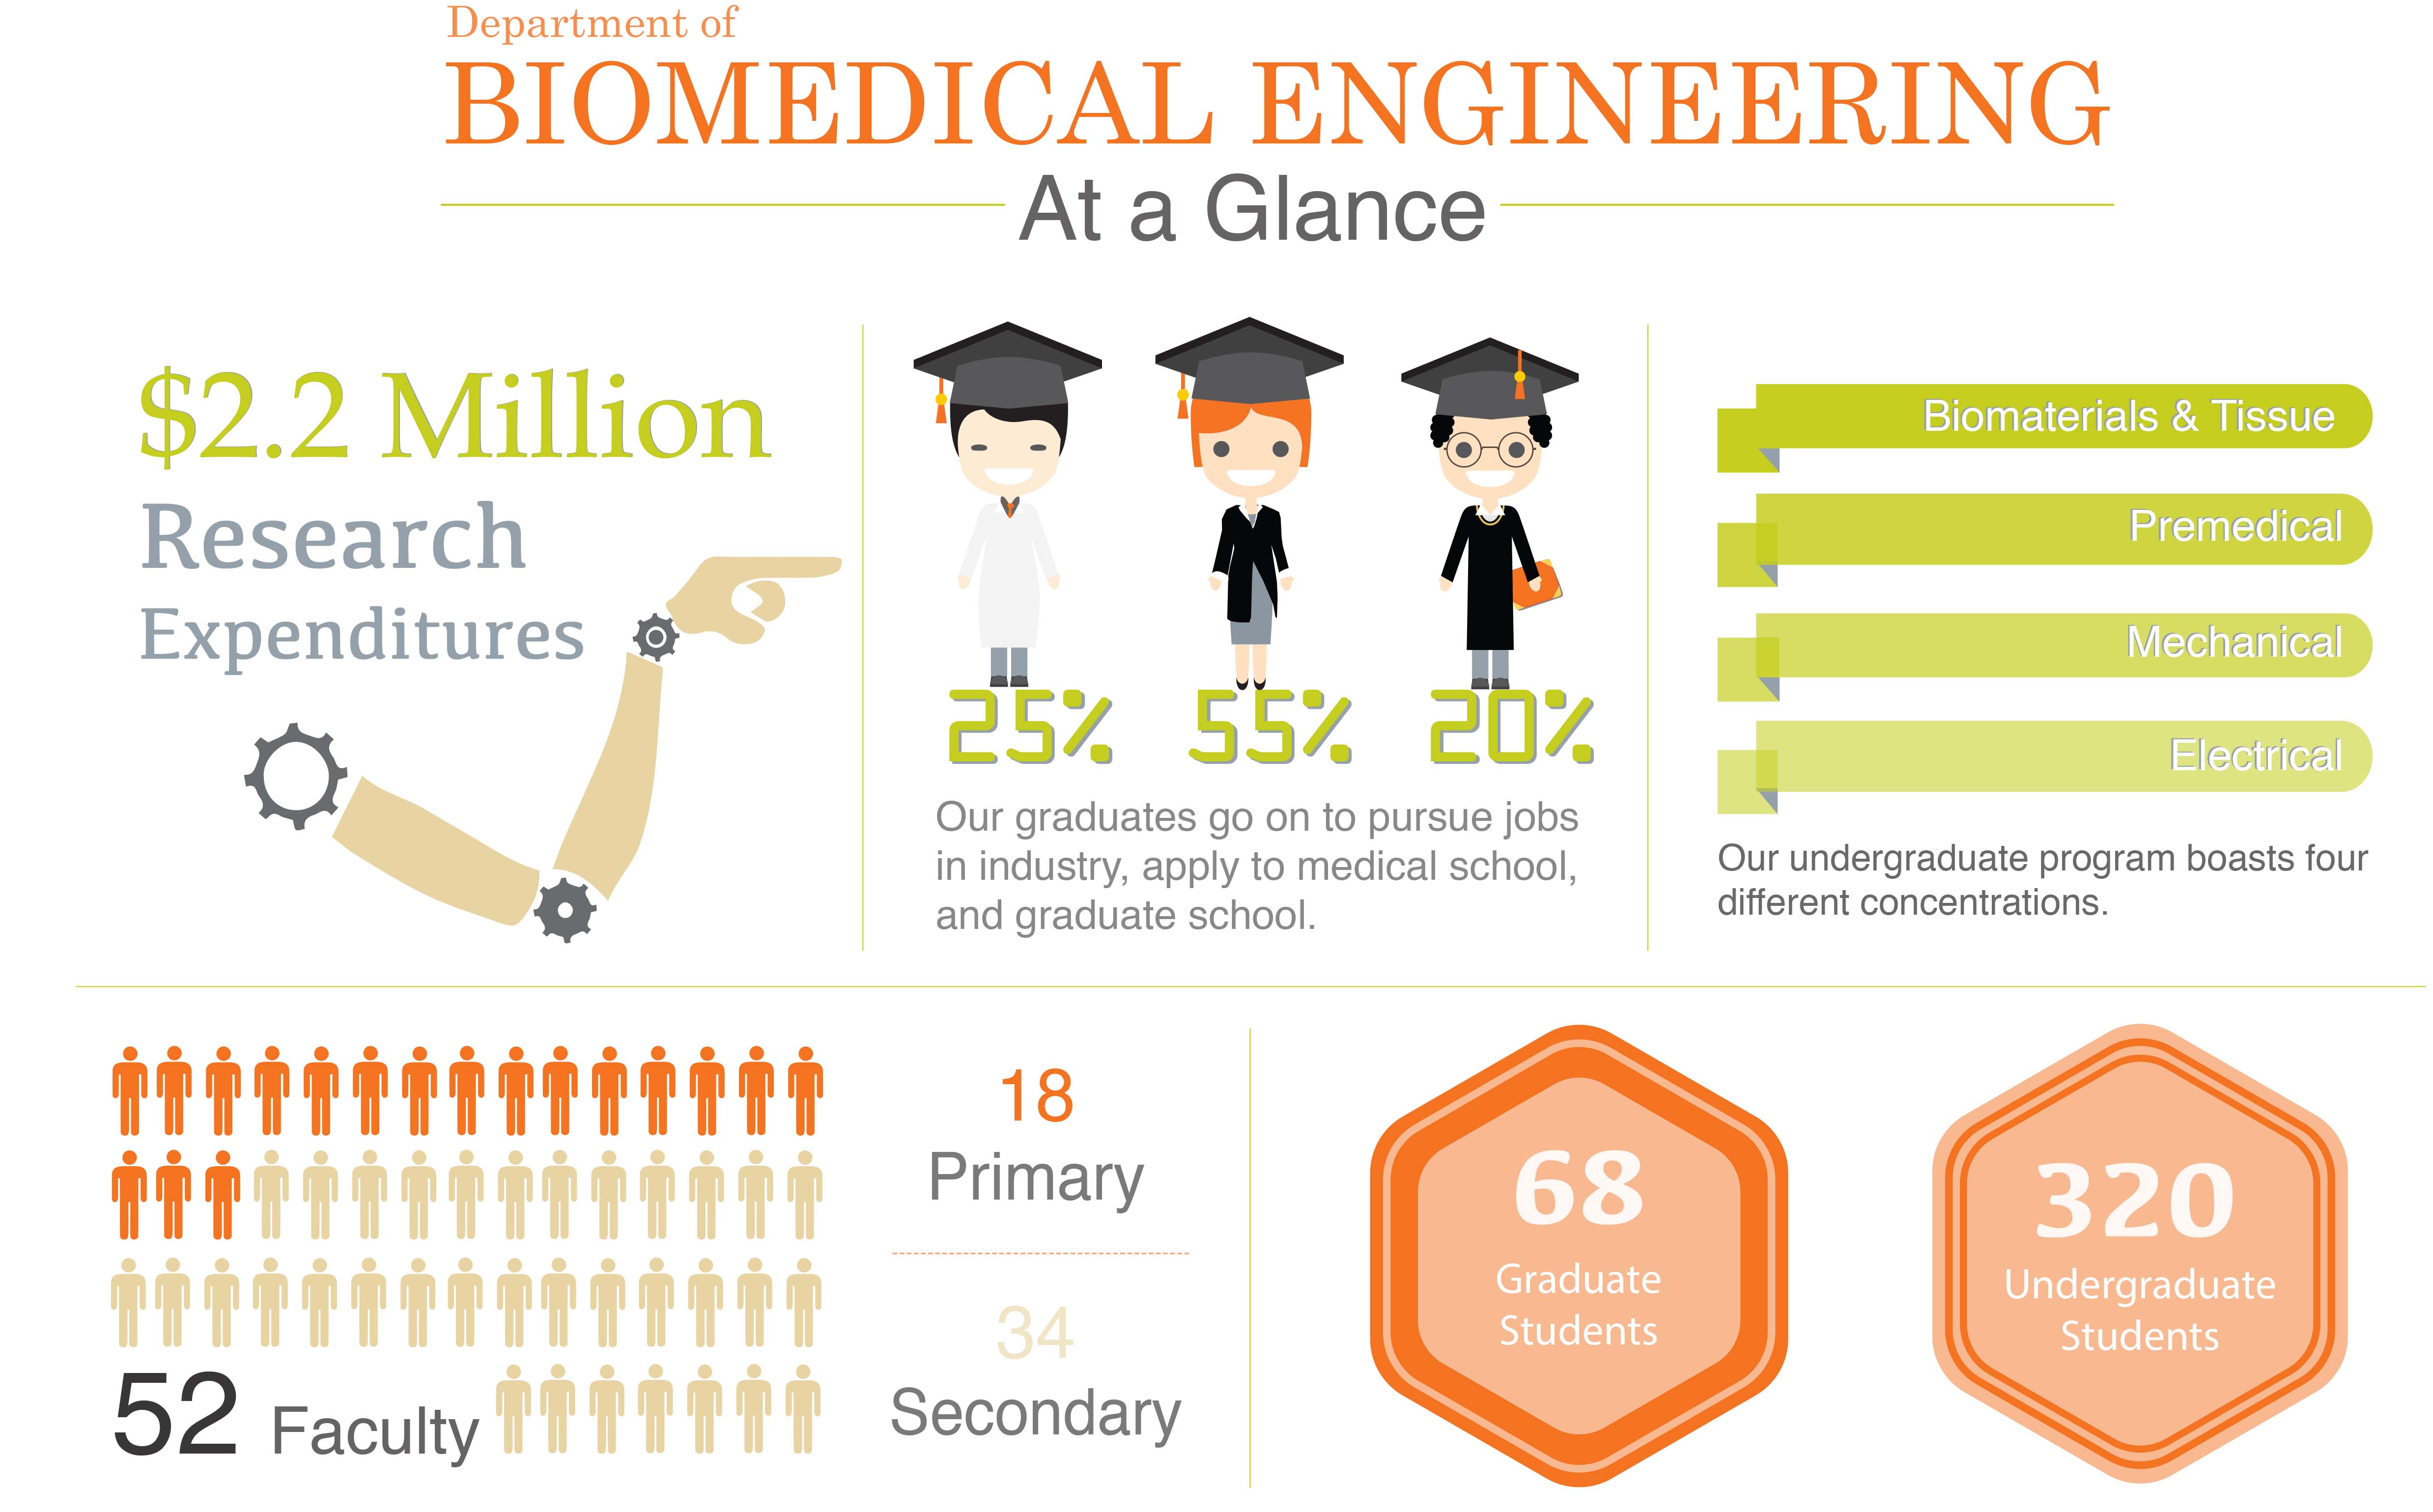 Department of
BIOMEDICAL ENGINEERING
At a Glance
$2.2 Million
Research
Expenditures
25% 55% 20%
Our graduates go on to pursue jobs
in industry, apply to medical school,
and graduate school.
Biomaterials & Tissue
Premedical
Mechanical
Electrical
Our undergraduate program boasts four
different concentrations.
52 Faculty
18
Primary
34
Secondary
68
Graduate
Students
320
Undergraduate
Students